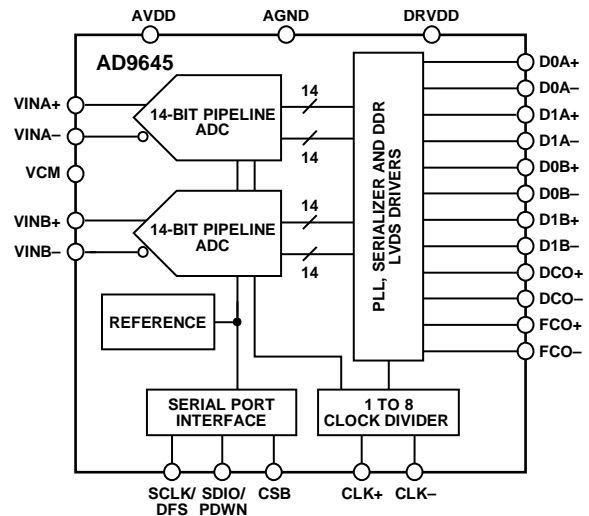 AVDD
AGND
DRVDD
AD9645
VINA+
VINA–
VCM
VINB+
VINB–
14-BIT PIPELINE
ADC
14
14
14-BIT PIPELINE
ADC
14
14
REFERENCE
PLL, SERIALIZER AND DDR
LVDS DRIVERS
D0A+
D0A–
D1A+
D1A–
D0B+
D0B–
D1B+
D1B–
DCO+
DCO–
FCO+
FCO–
SERIAL PORT
INTERFACE
1 TO 8
CLOCK DIVIDER
SCLK/
DFS
SDIO/
PDWN
CSB
CLK+
CLK–